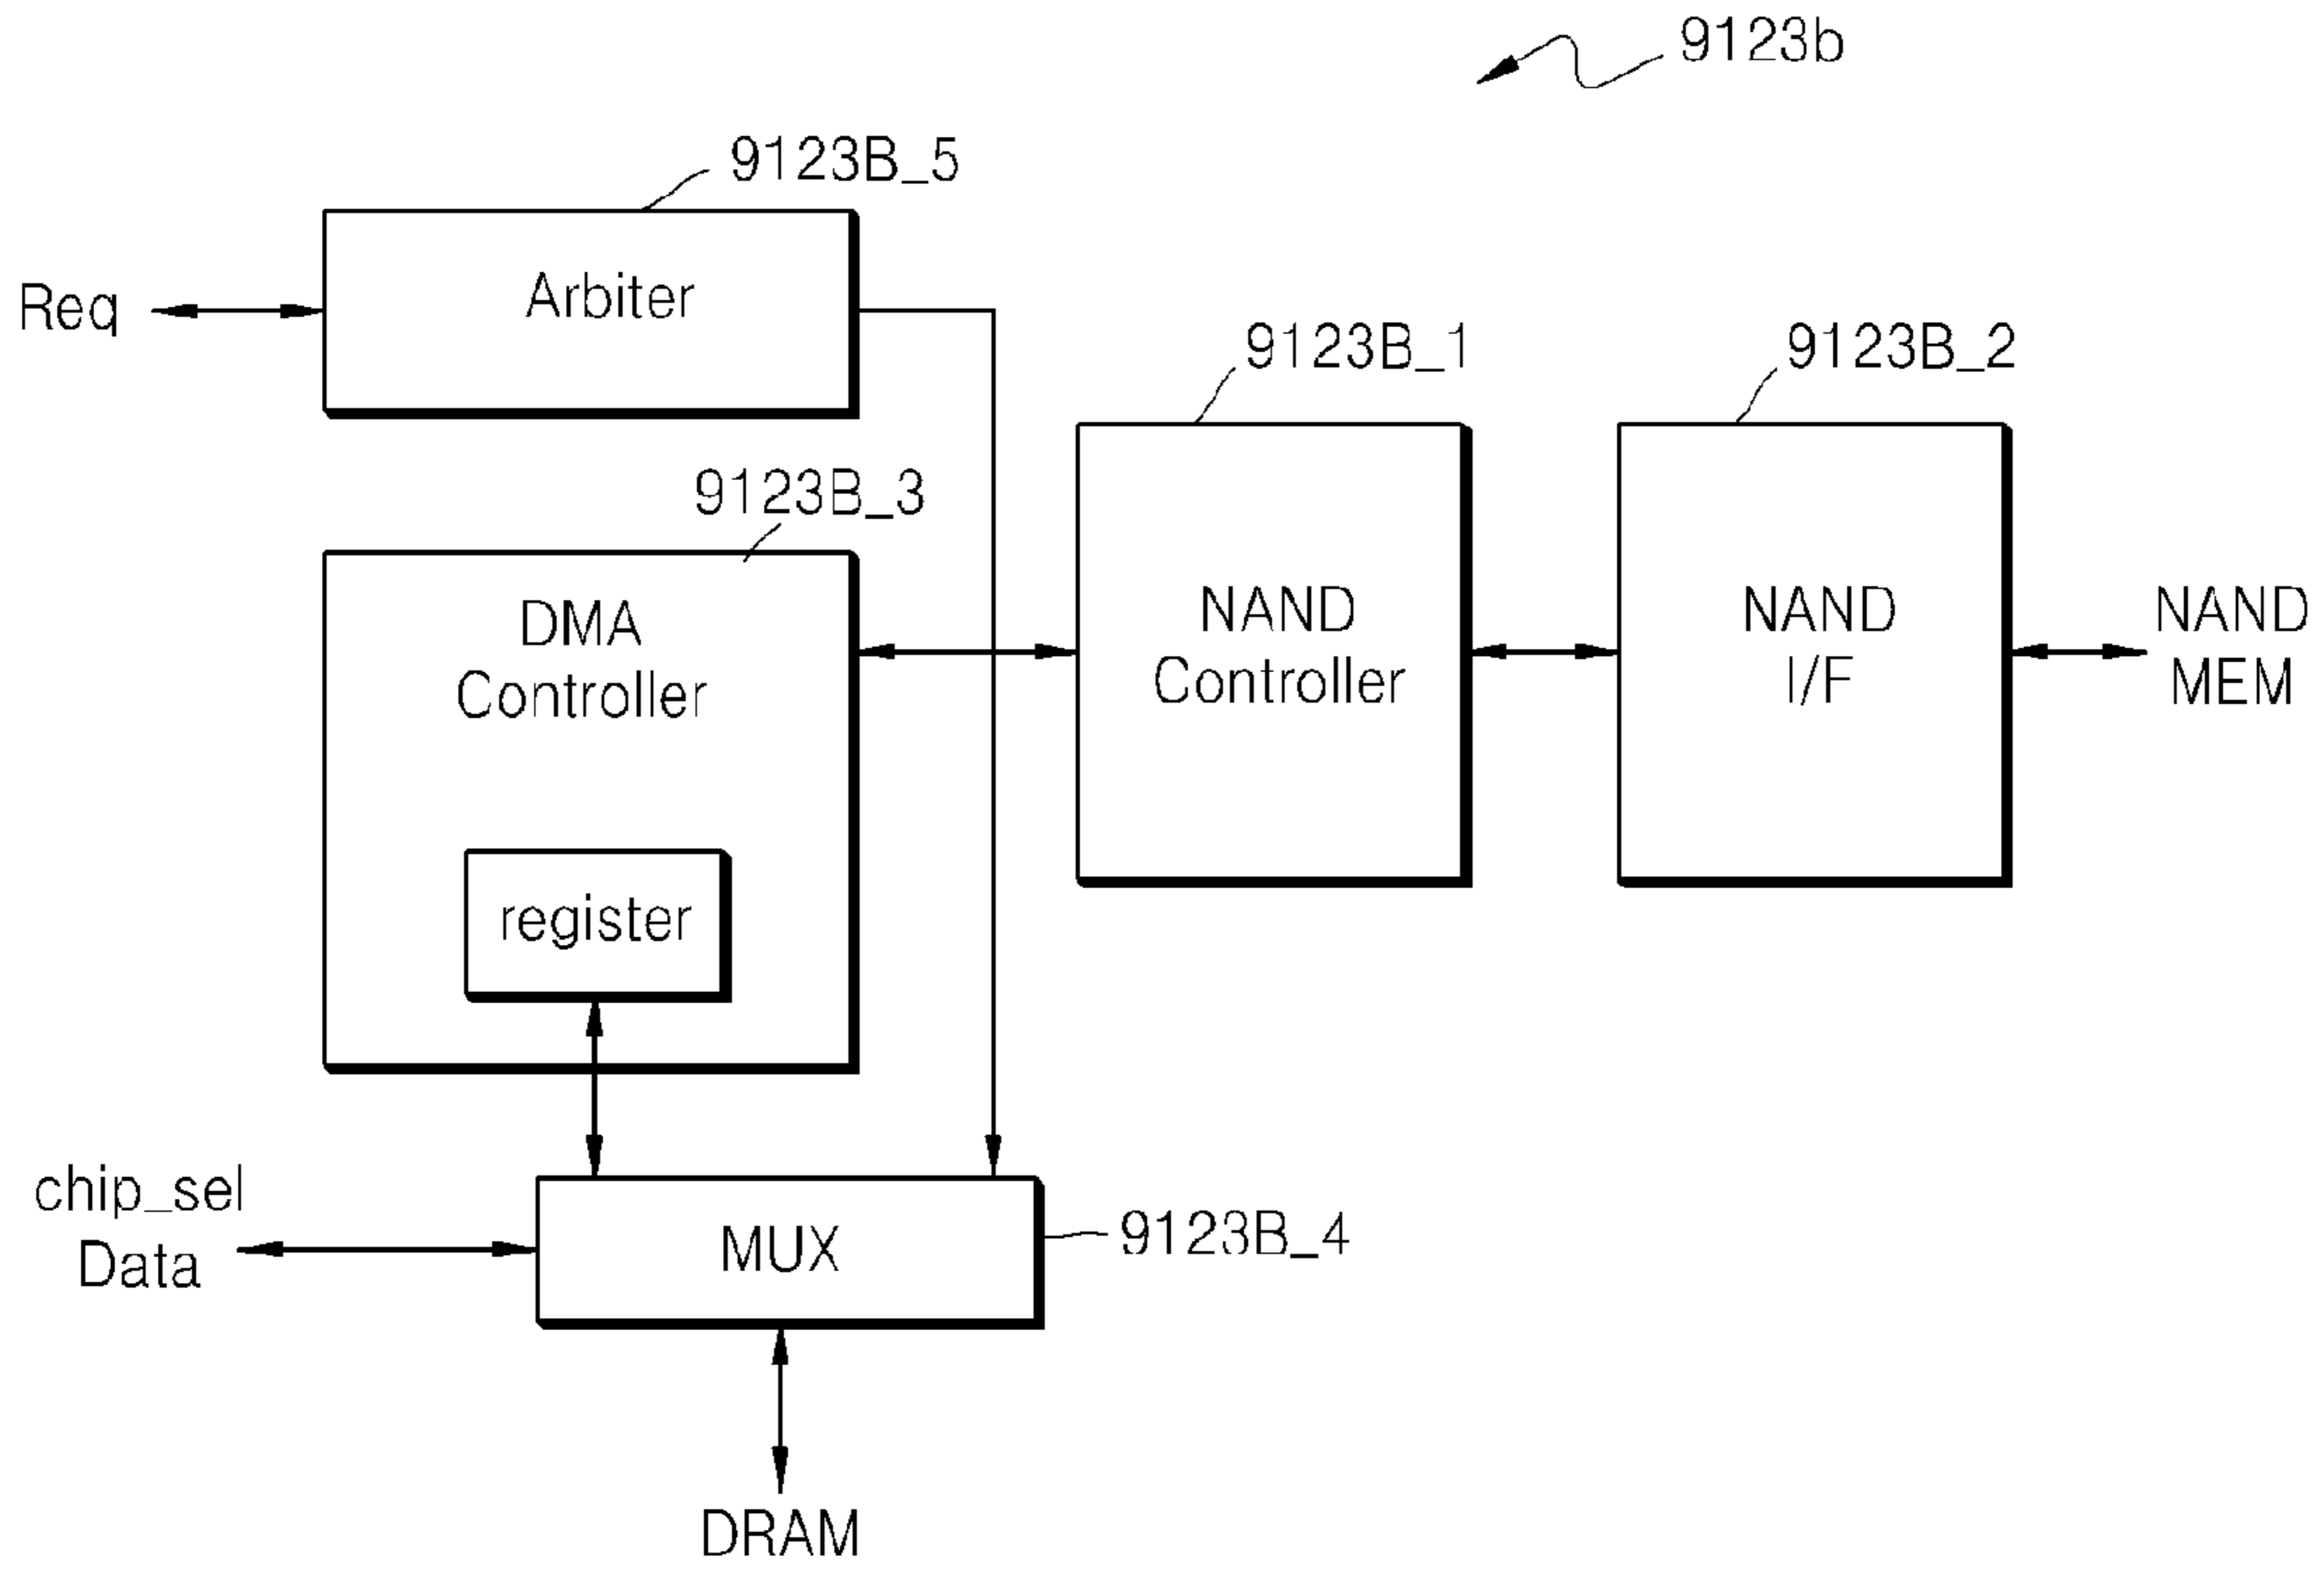 9123b
9123B_5
Req
Arbiter
9123B_1
9123B_2
9123B_3
DMA
Controller
NAND
Controller
NAND
I/F
NAND
MEM
register
chip_sel
Data
MUX
9123B_4
DRAM